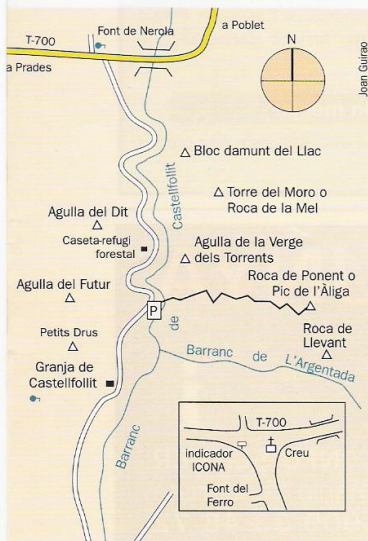 Font de Nerola
a Poblet
T-700
a Prades
N
Joan Guirao
Bloc damunt del Llac
Castellfollit
Torre del Moro o
Roca de la Mel
Agulla del Dit
Caseta-refugi
forestal
Agulla de la Verge
dels Torrents
Agulla del Futur
Roca de Ponent o
Pic de l'Àliga
P
de
Petits Drus
Roca de
Llevant
Granja de
Castellfollit
Barranc de L'Argentada
Barranc
T-700
indicador
ICONA
Creu
Font del
Ferro